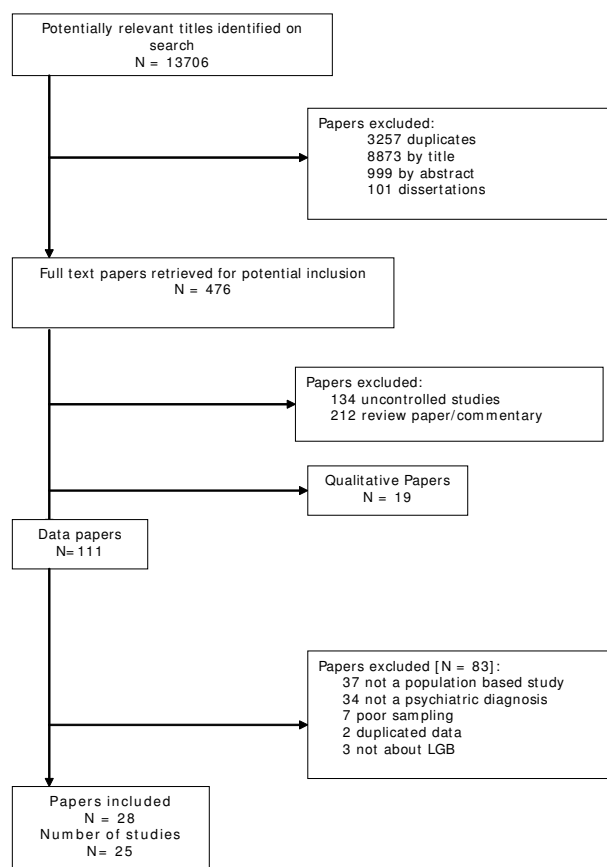 Potentially relevant titles identified on
search
N = 13706
Papers excluded:
3257 duplicates
8873 by title
999 by abstract
101 dissertations
Full text papers retrieved for potential inclusion
N = 476
Papers excluded:
134 uncontrolled studies
212 review paper/commentary
Qualitative Papers
N = 19
Data papers
N=111
Papers excluded [N = 83]:
37 not a population based study
34 not a psychiatric diagnosis
7 poor sampling
2 duplicated data
3 not about LGB
Papers included
N = 28
Number of studies
N= 25